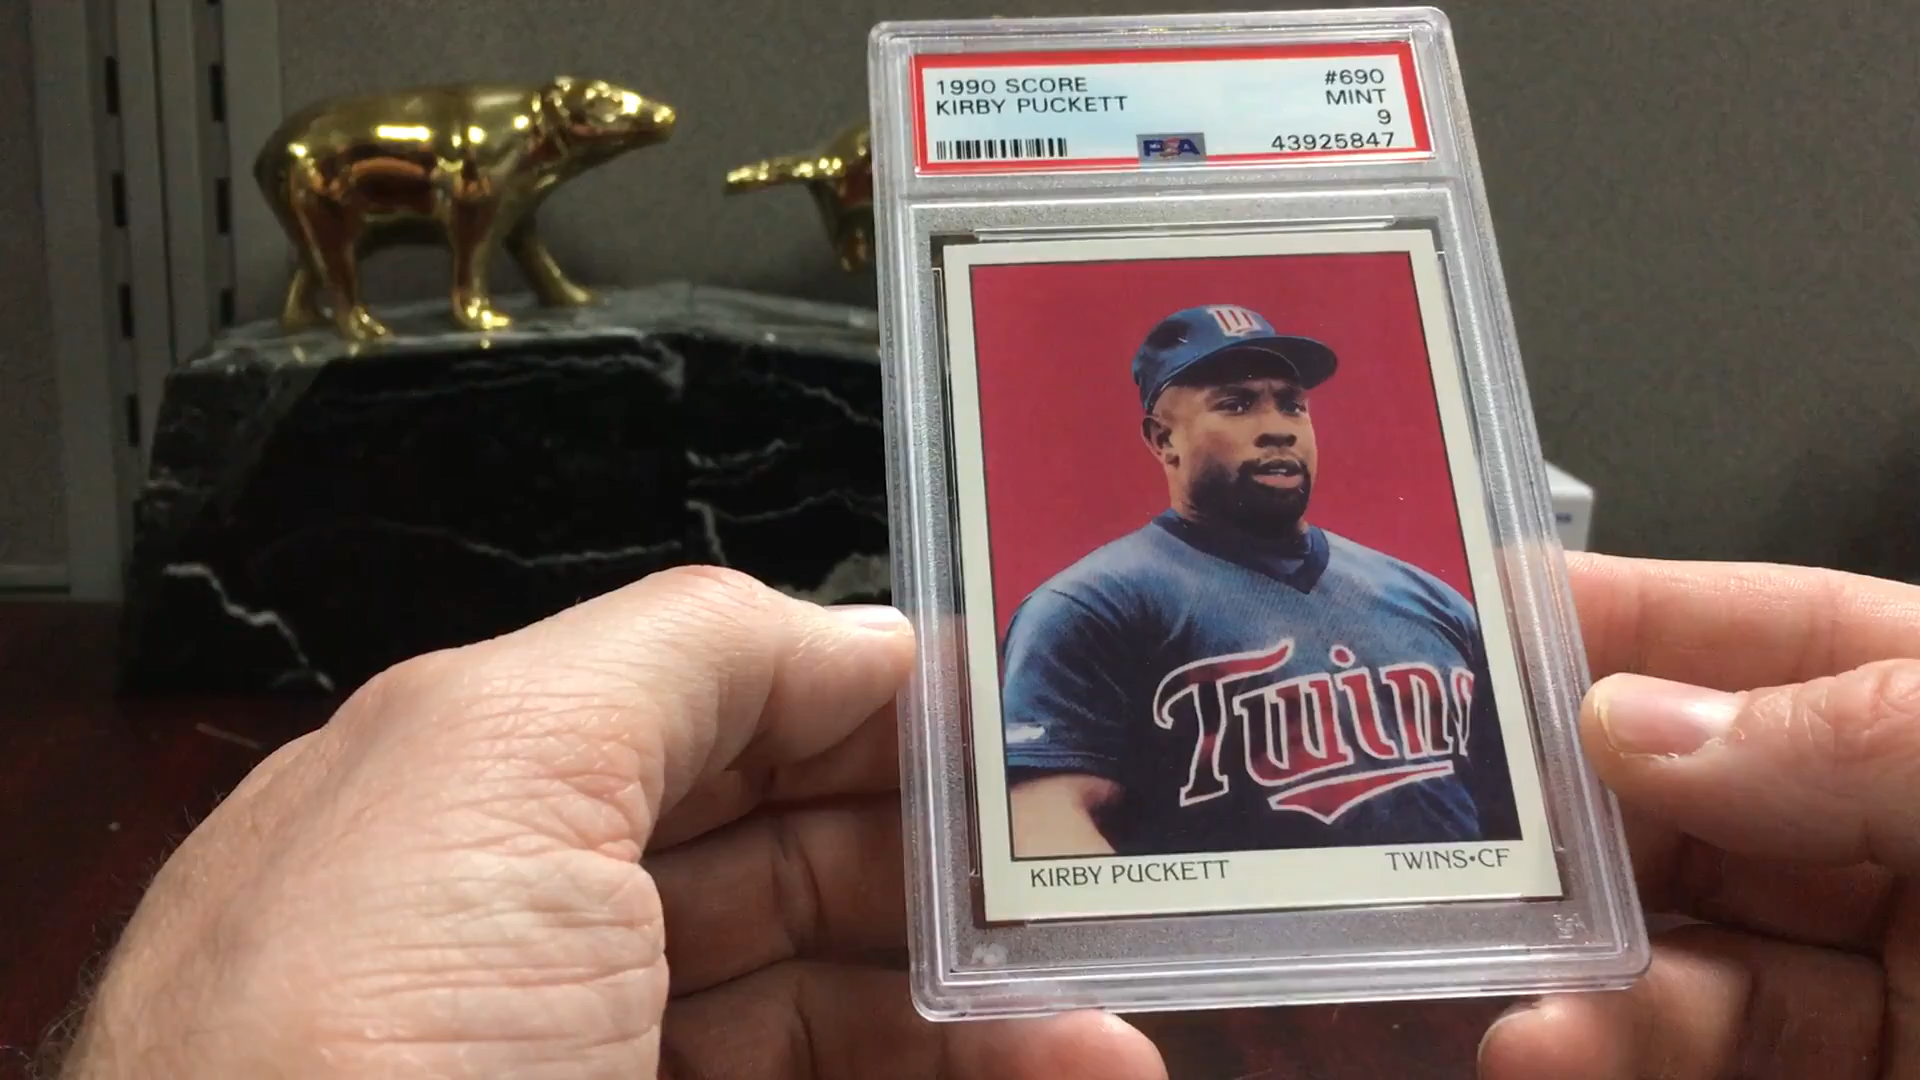 1990 SCORE
KIRBY PUCKETT
#690
MINT
9
PSA
43925847
Twins
KIRBY PUCKETT
TWINS•CF